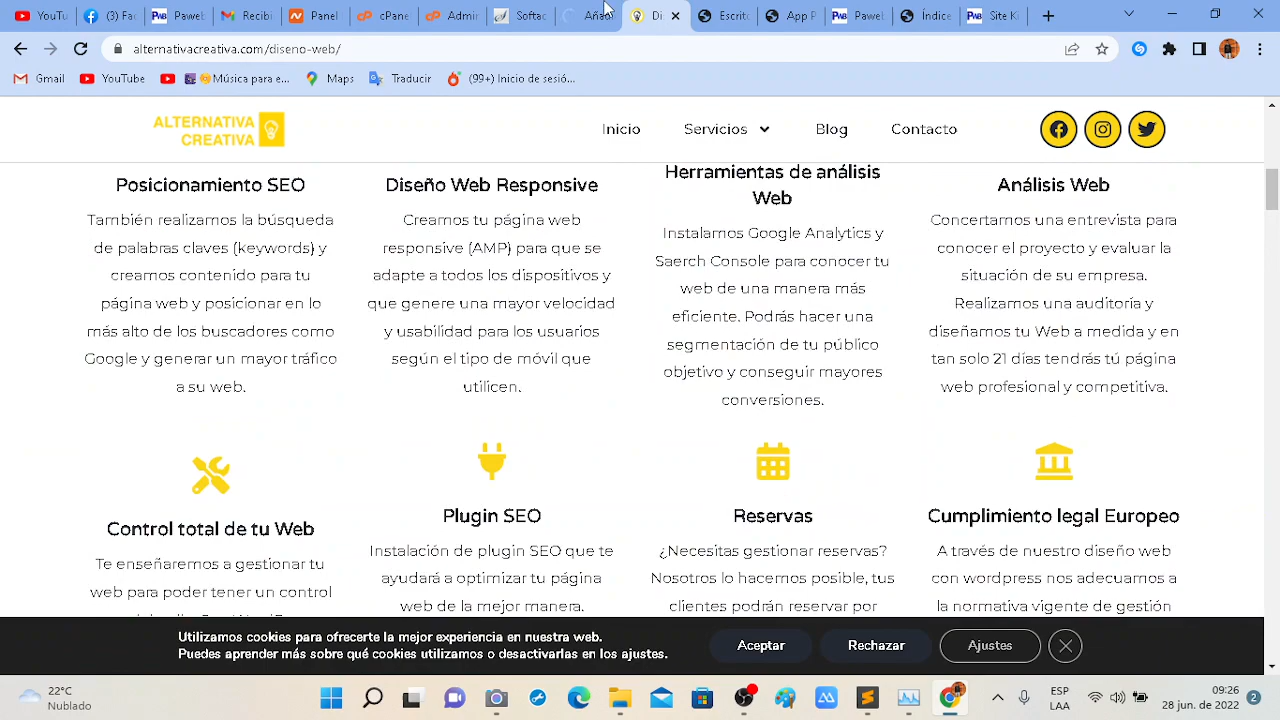 YouTu
(3) Fac
Pawel
Recib
Panel
cPane
Admir
Softac
Di
Escrito
App P
Pawel
Índice
Site Ki
alternativacreativa.com/diseno-web/
Gmail
YouTube
Música para e...
Maps
Traducir
(99+) Inicio de sesió...
ALTERNATIVA
CREATIVA
Inicio
Servicios
Blog
Contacto
Posicionamiento SEO
También realizamos la búsqueda
de palabras claves (keywords) y
creamos contenido para tu
página web y posicionar en lo
más alto de los buscadores como
Google y generar un mayor tráfico
a su web.
Diseño Web Responsive
Creamos tu página web
responsive (AMP) para que se
adapte a todos los dispositivos y
que genere una mayor velocidad
y usabilidad para los usuarios
según el tipo de móvil que
utilicen.
Herramientas de análisis
Web
Instalamos Google Analytics y
Saerch Console para conocer tu
web de una manera más
eficiente. Podrás hacer una
segmentación de tu público
objetivo y conseguir mayores
conversiones.
Análisis Web
Concertamos una entrevista para
conocer el proyecto y evaluar la
situación de su empresa.
Realizamos una auditoría y
diseñamos tu Web a medida y en
tan solo 21 días tendrás tú página
web profesional y competitiva.
Control total de tu Web
Te enseñaremos a gestionar tu
web para poder tener un control
Plugin SEO
Instalación de plugin SEO que te
ayudará a optimizar tu página
web de la mejor manera.
Reservas
¿Necesitas gestionar reservas?
Nosotros lo hacemos posible, tus
clientes podrán reservar por
Cumplimiento legal Europeo
A través de nuestro diseño web
con wordpress nos adecuamos a
la normativa vigente de gestión
Utilizamos cookies para ofrecerte la mejor experiencia en nuestra web.
Puedes aprender más sobre qué cookies utilizamos o desactivarlas en los ajustes.
Aceptar
Rechazar
Ajustes
22°C
Nublado
ESP
LAA
09:26
28 jun. de 2022
2